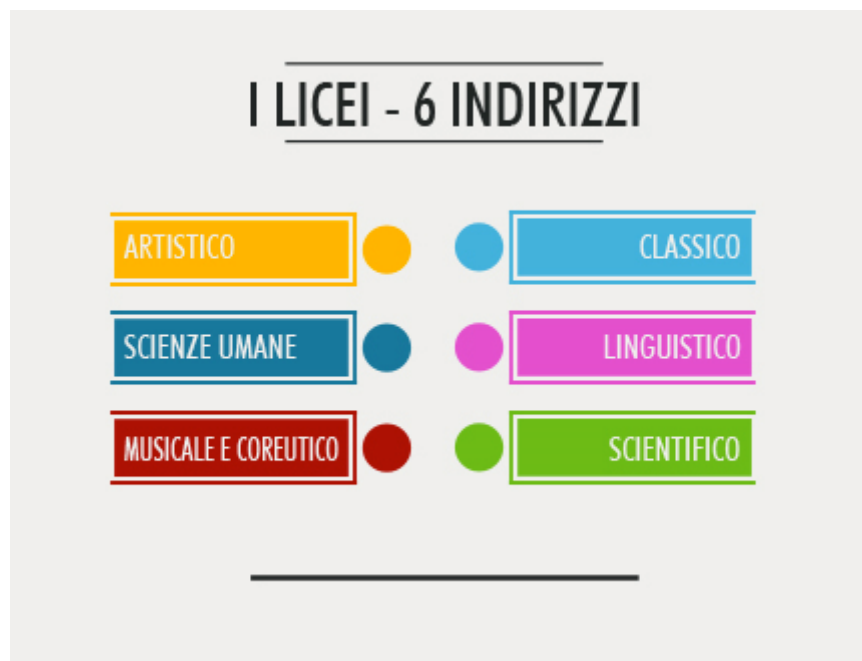 I LICEI - 6 INDIRIZZI
ARTISTICO
CLASSICO
SCIENZE UMANE
LINGUISTICO
MUSICALE E COREUTICO
SCIENTIFICO